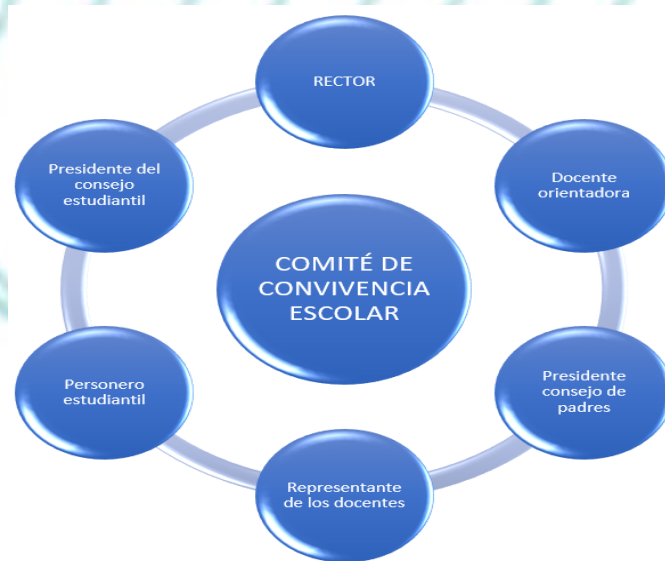 RECTOR
Presidente del
consejo
estudiantil
Docente
orientadora
COMITÉ DE
CONVIVENCIA
ESCOLAR
Personero
estudiantil
Presidente
consejo de
padres
Representante
de los docentes